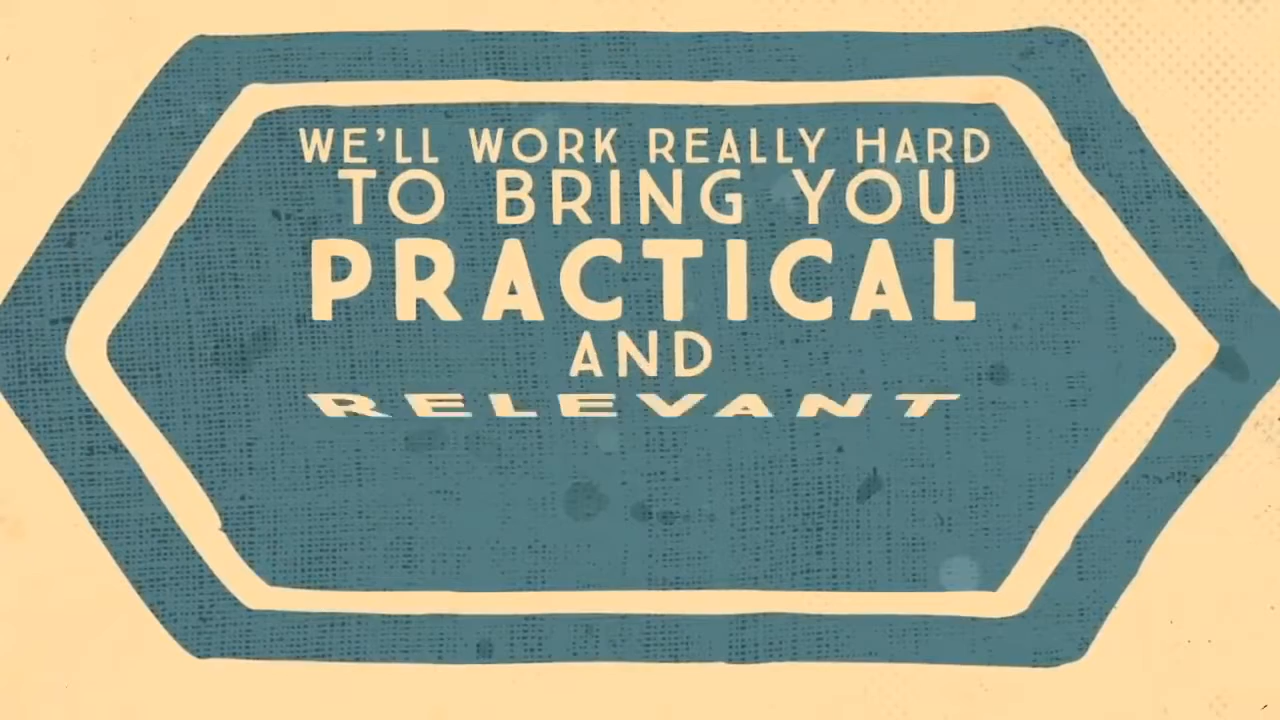 WE'LL WORK REALLY HARD
TO BRING YOU
PRACTICAL
AND
RELEVANT